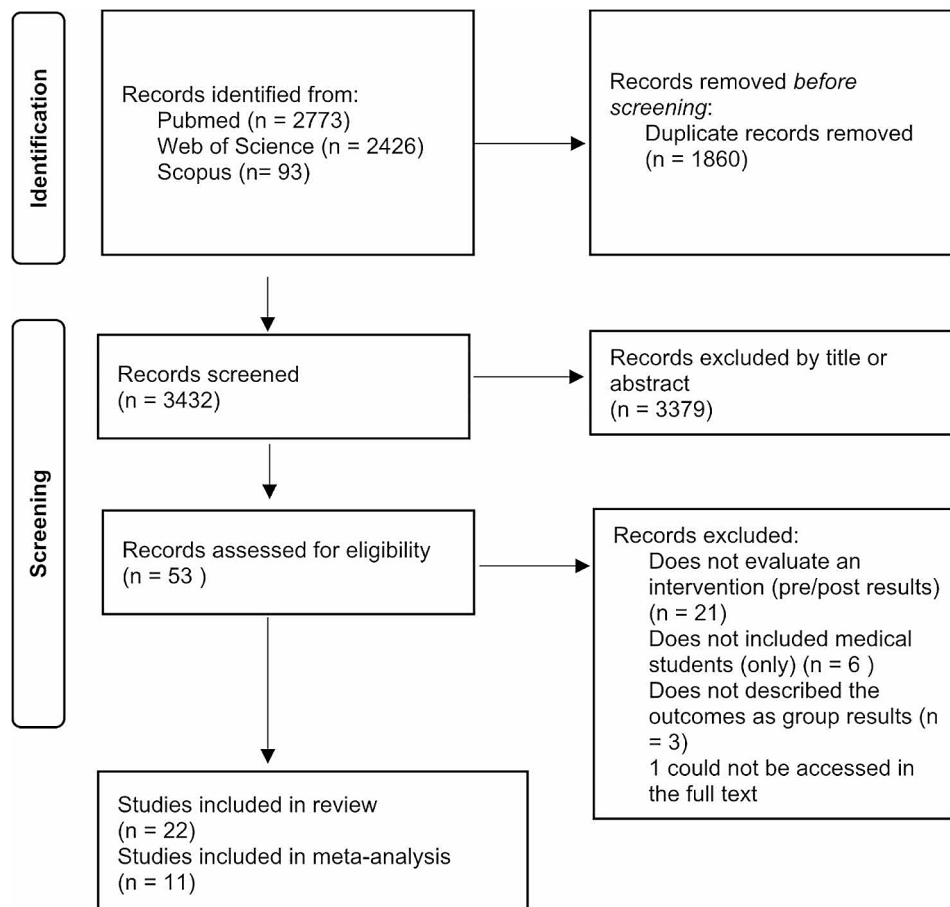 Identification
Records identified from:
Pubmed (n = 2773)
Web of Science (n = 2426)
Scopus (n= 93)
Records removed before
screening:
Duplicate records removed
(n = 1860)
Screening
Records screened
(n = 3432)
Records excluded by title or
abstract
(n = 3379)
Records assessed for eligibility
(n = 53 )
Records excluded:
Does not evaluate an
intervention (pre/post results)
(n = 21)
Does not included medical
students (only) (n = 6 )
Does not described the
outcomes as group results (n
= 3)
1 could not be accessed in
the full text
Studies included in review
(n = 22)
Studies included in meta-analysis
(n = 11)